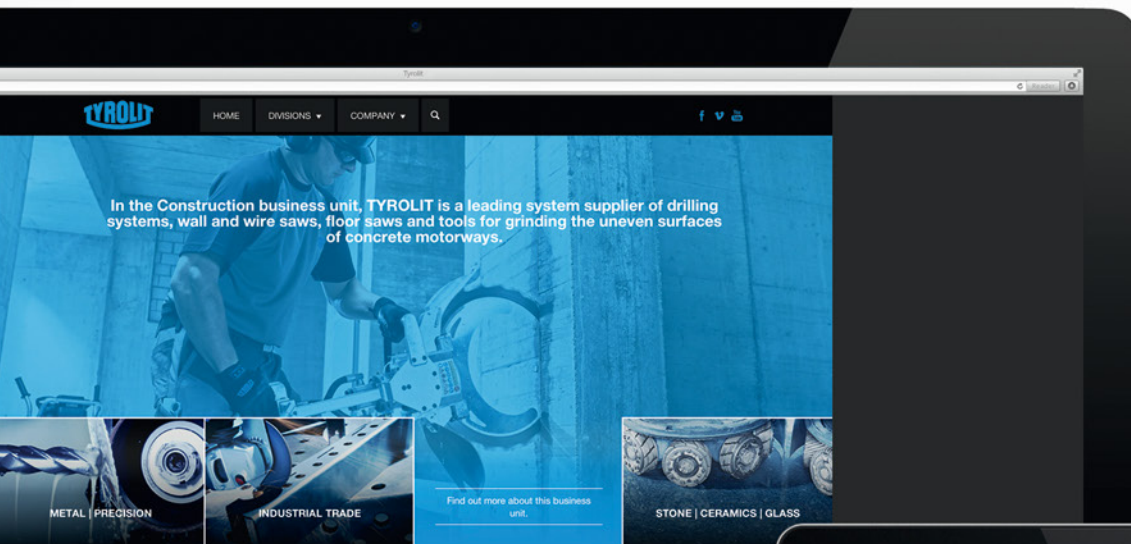 Tyrolit
Reader
TYROLIT
HOME
DIVISIONS ▼
COMPANY ▼
You
In the Construction business unit, TYROLIT is a leading system supplier of drilling
systems, wall and wire saws, floor saws and tools for grinding the uneven surfaces
of concrete motorways.
METAL | PRECISION
INDUSTRIAL TRADE
Find out more about this business
unit.
STONE | CERAMICS | GLASS